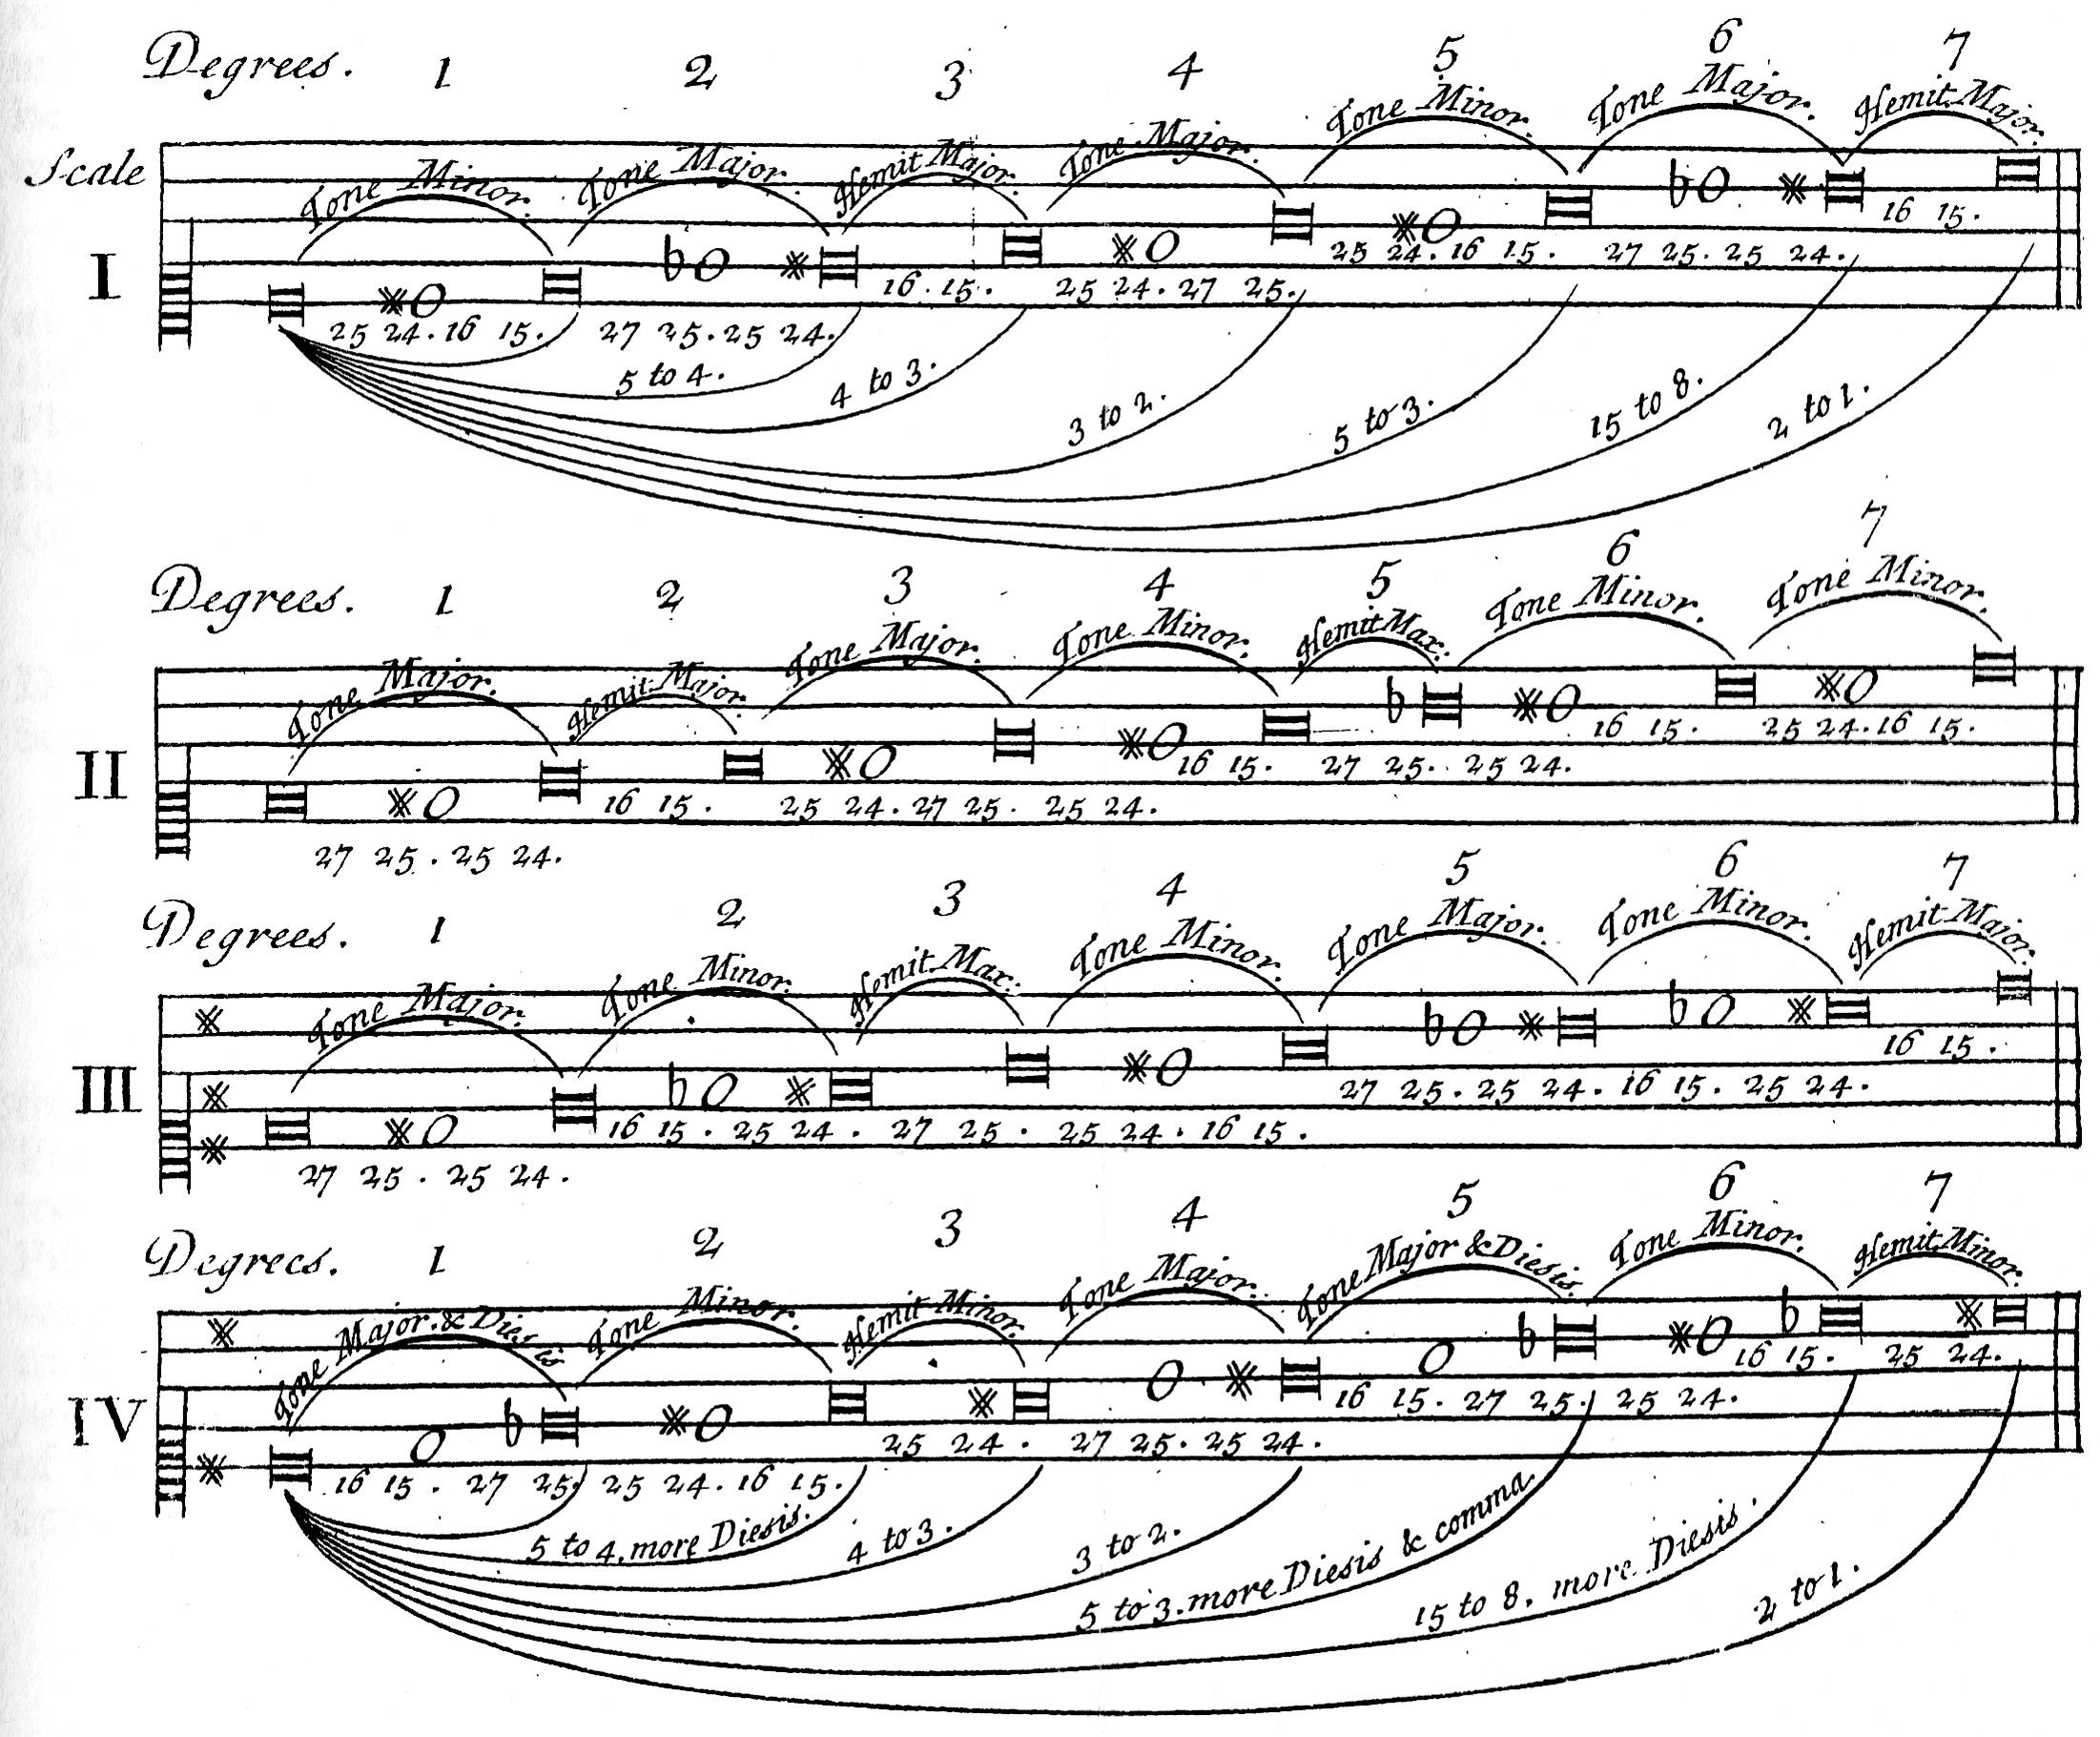 Degrees. 1 2 3 4 5 6 7
Scale
Tone Minor. Tone Major. Hemit Major. Tone Major. Tone Minor. Tone Major. Hemit Major.
I
25 24. 16 15. 27 25. 25 24. 16. 15. 25 24. 27 25. 25 24. 16 15. 27 25. 25 24. 16 15.
5 to 4. 4 to 3. 3 to 2. 5 to 3. 15 to 8. 2 to 1.
Degrees. 1 2 3 4 5 6 7
Tone Major. Hemit Major. Tone Major. Tone Minor. Hemit Max: Tone Minor. Tone Minor.
II
27 25. 25 24. 16 15. 25 24. 27 25. 25 24. 16 15. 27 25. 25 24. 16 15. 25 24. 16 15.
Degrees. 1 2 3 4 5 6 7
Tone Major. Tone Minor. Hemit Max: Tone Minor. Tone Major. Tone Minor. Hemit Major.
III
27 25. 25 24. 16 15. 25 24. 27 25. 25 24. 16 15. 27 25. 25 24. 16 15. 25 24. 16 15.
Degrees. 1 2 3 4 5 6 7
Tone Major. & Diesis Tone Minor. Hemit Minor. Tone Major. Tone Major & Diesis. Tone Minor. Hemit Minor.
IV
16 15. 27 25. 25 24. 16 15. 25 24. 27 25. 25 24. 16 15. 27 25. 25 24. 16 15. 25 24.
5 to 4. more Diesis. 4 to 3. 3 to 2. 5 to 3. more Diesis & comma 15 to 8. more Diesis. 2 to 1.